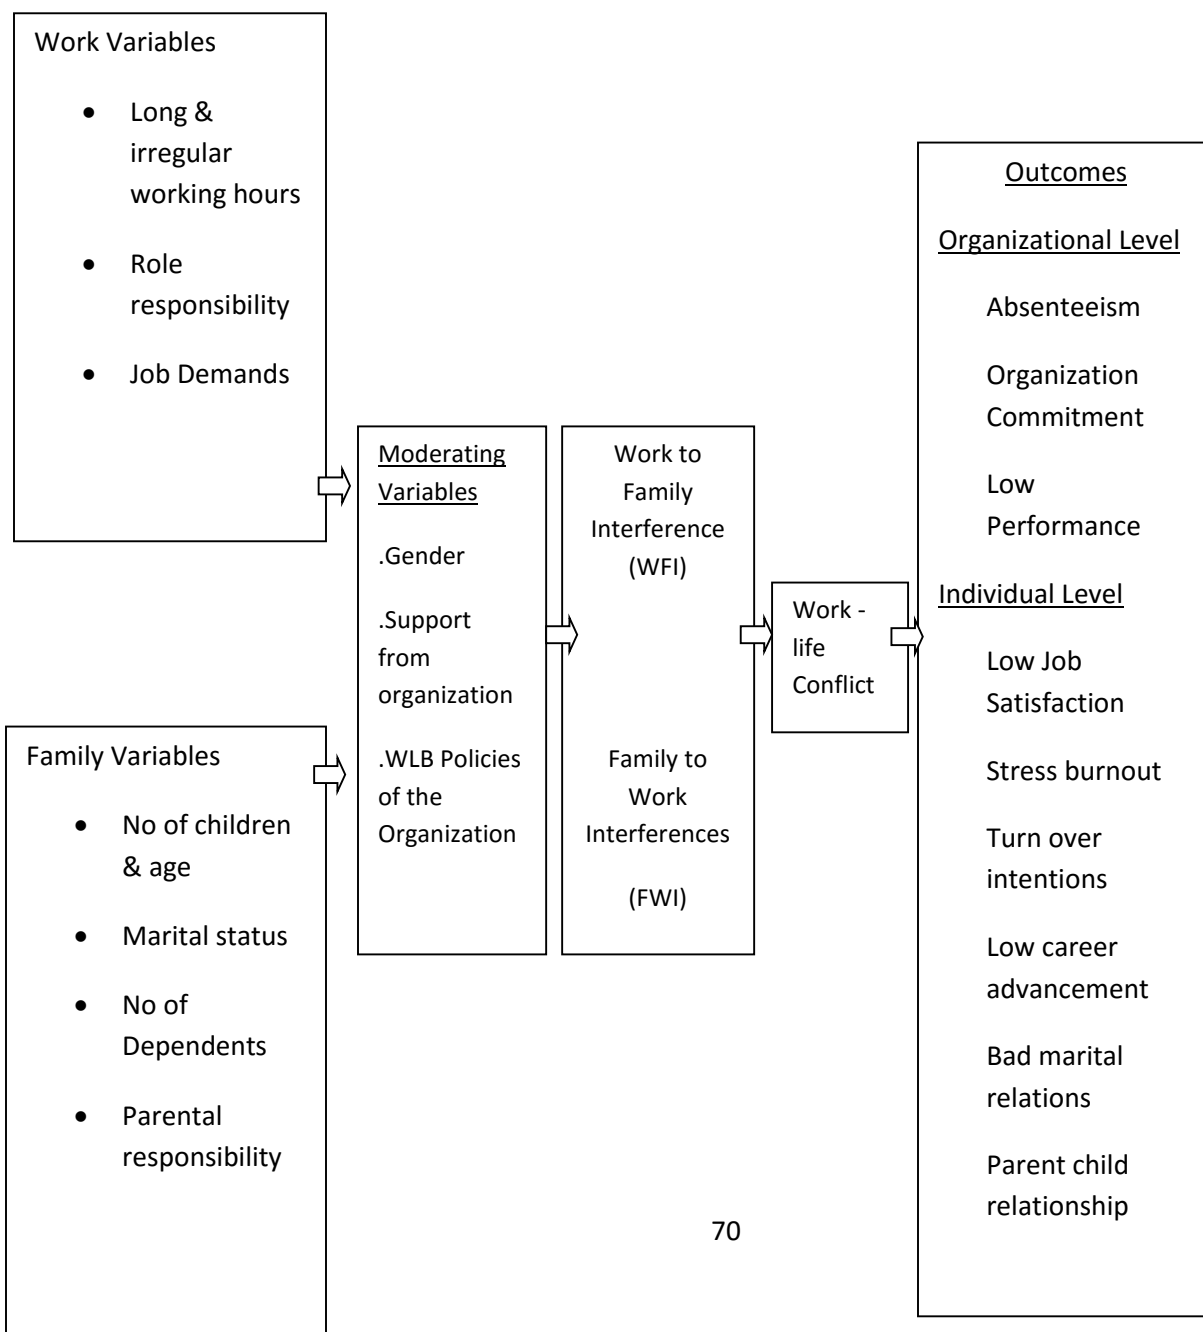 Work Variables
• Long &
irregular
working hours
• Role
responsibility
• Job Demands
Family Variables
• No of children
& age
• Marital status
• No of
Dependents
• Parental
responsibility
Moderating
Variables
.Gender
.Support
from
organization
.WLB Policies
of the
Organization
Work to
Family
Interference
(WFI)
Family to
Work
Interferences
(FWI)
Work -
life
Conflict
Outcomes
Organizational Level
Absenteeism
Organization
Commitment
Low
Performance
Individual Level
Low Job
Satisfaction
Stress burnout
Turn over
intentions
Low career
advancement
Bad marital
relations
Parent child
relationship
70